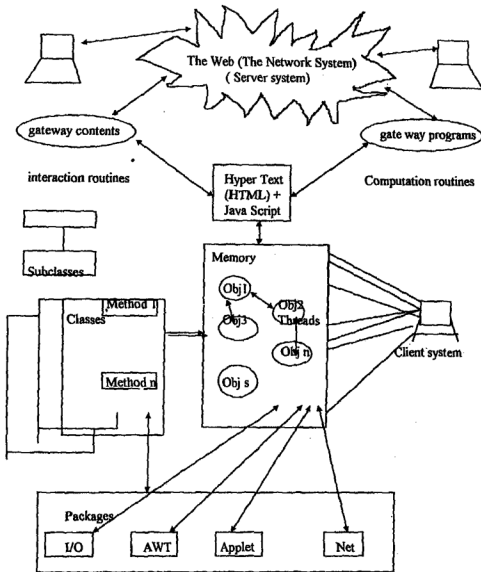 The Web (The Network System)
( Server system)
gateway contents
gate way programs
interaction routines
Hyper Text
(HTML) +
Java Script
Computation routines
Subclasses
Memory
Obj1
Obj2
Threads
Obj3
Obj n
Obj s
Method 1
Classes
Method n
Client system
Packages
I/O
AWT
Applet
Net